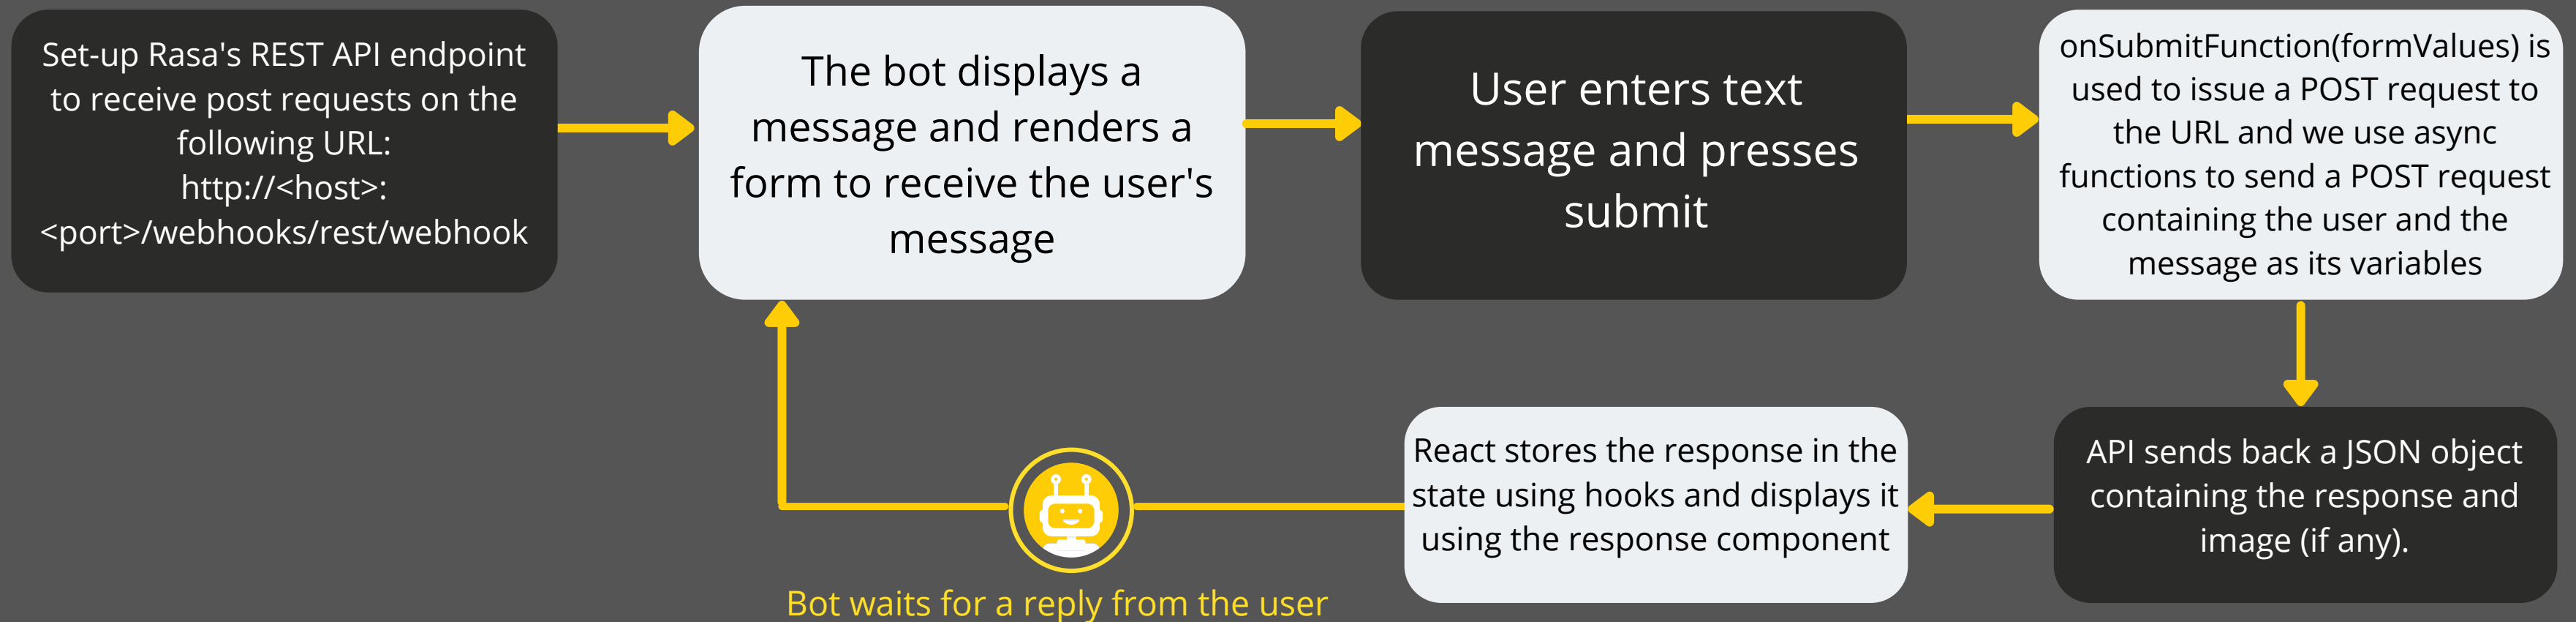 Set-up Rasa's REST API endpoint
to receive post requests on the
following URL:
http://<host>:
<port>/webhooks/rest/webhook
The bot displays a
message and renders a
form to receive the user's
message
User enters text
message and presses
submit
onSubmitFunction(formValues) is
used to issue a POST request to
the URL and we use async
functions to send a POST request
containing the user and the
message as its variables
API sends back a JSON object
containing the response and
image (if any).
React stores the response in the
state using hooks and displays it
using the response component
Bot waits for a reply from the user